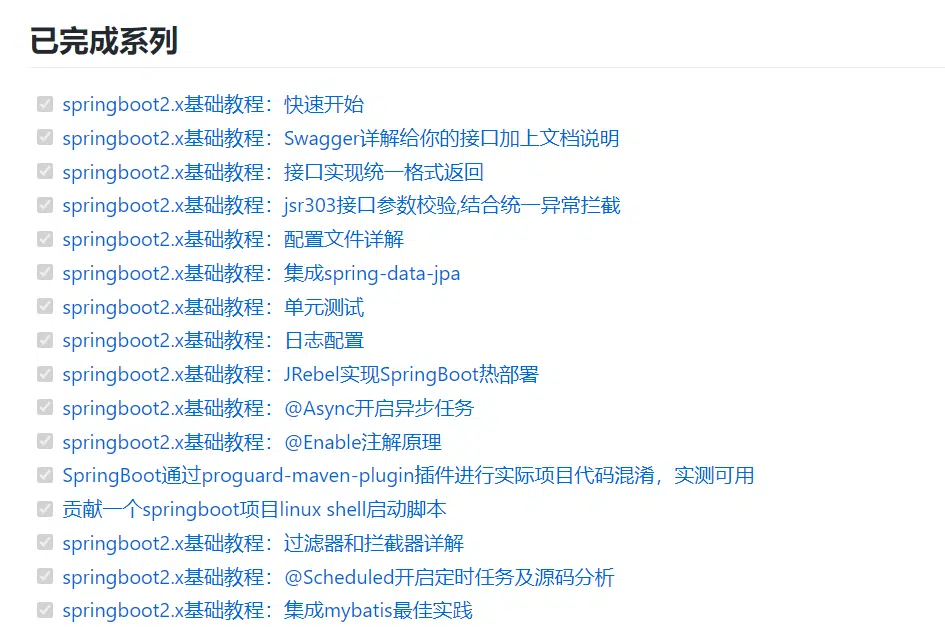 已完成系列
springboot2.x基础教程：快速开始
springboot2.x基础教程：Swagger详解给你的接口加上文档说明
springboot2.x基础教程：接口实现统一格式返回
springboot2.x基础教程：jsr303接口参数校验,结合统一异常拦截
springboot2.x基础教程：配置文件详解
springboot2.x基础教程：集成spring-data-jpa
springboot2.x基础教程：单元测试
springboot2.x基础教程：日志配置
springboot2.x基础教程：JRebel实现SpringBoot热部署
springboot2.x基础教程：@Async开启异步任务
springboot2.x基础教程：@Enable注解原理
SpringBoot通过proguard-maven-plugin插件进行实际项目代码混淆，实测可用
贡献一个springboot项目linux shell启动脚本
springboot2.x基础教程：过滤器和拦截器详解
springboot2.x基础教程：@Scheduled开启定时任务及源码分析
springboot2.x基础教程：集成mybatis最佳实践